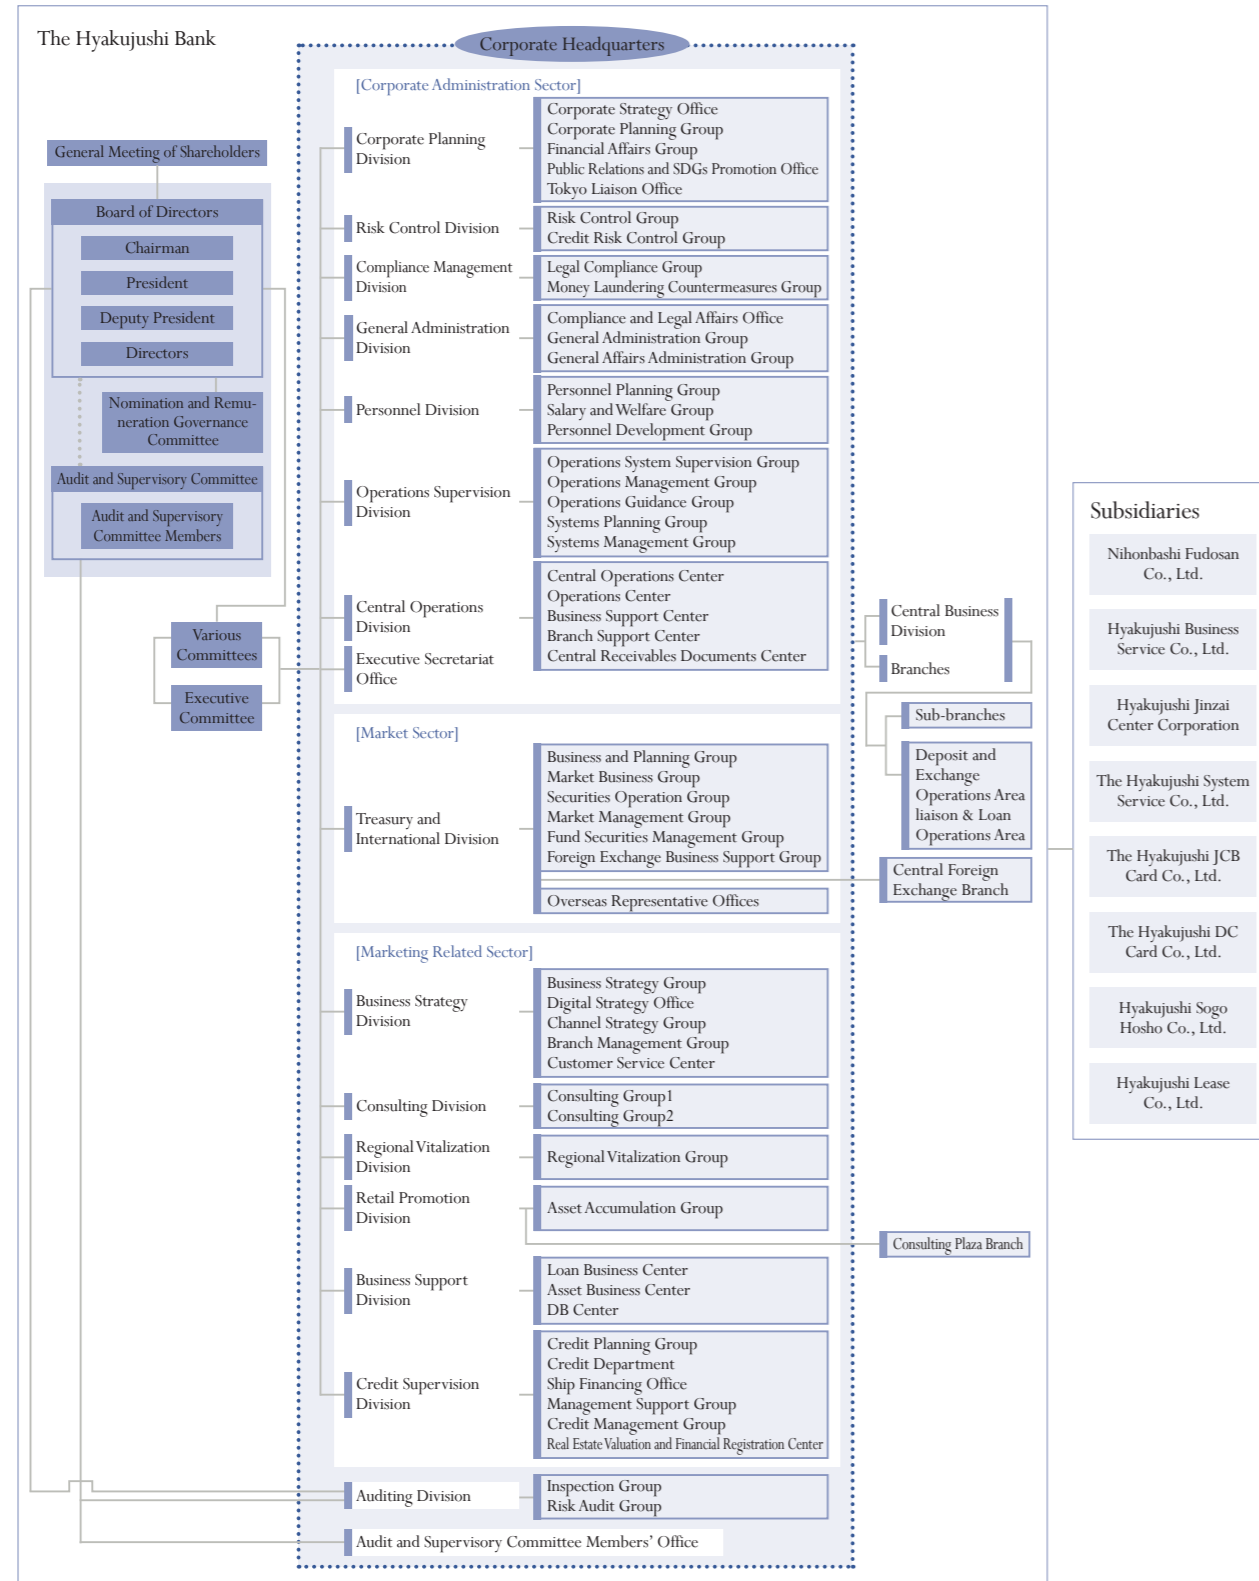 The Hyakujushi Bank
Corporate Headquarters
General Meeting of Shareholders
Board of Directors
Chairman
President
Deputy President
Directors
Nomination and Remu-
neration Governance
Committee
Audit and Supervisory Committee
Audit and Supervisory
Committee Members
Various
Committees
Executive
Committee
[Corporate Administration Sector]
Corporate Planning
Division
Corporate Strategy Office
Corporate Planning Group
Financial Affairs Group
Public Relations and SDGs Promotion Office
Tokyo Liaison Office
Risk Control Division
Risk Control Group
Credit Risk Control Group
Compliance Management
Division
Legal Compliance Group
Money Laundering Countermeasures Group
General Administration
Division
Compliance and Legal Affairs Office
General Administration Group
General Affairs Administration Group
Personnel Division
Personnel Planning Group
Salary and Welfare Group
Personnel Development Group
Operations Supervision
Division
Operations System Supervision Group
Operations Management Group
Operations Guidance Group
Systems Planning Group
Systems Management Group
Central Operations
Division
Central Operations Center
Operations Center
Business Support Center
Branch Support Center
Central Receivables Documents Center
Executive Secretariat
Office
[Market Sector]
Treasury and
International Division
Business and Planning Group
Market Business Group
Securities Operation Group
Market Management Group
Fund Securities Management Group
Foreign Exchange Business Support Group
Overseas Representative Offices
[Marketing Related Sector]
Business Strategy
Division
Business Strategy Group
Digital Strategy Office
Channel Strategy Group
Branch Management Group
Customer Service Center
Consulting Division
Consulting Group1
Consulting Group2
Regional Vitalization
Division
Regional Vitalization Group
Retail Promotion
Division
Asset Accumulation Group
Business Support
Division
Loan Business Center
Asset Business Center
DB Center
Credit Supervision
Division
Credit Planning Group
Credit Department
Ship Financing Office
Management Support Group
Credit Management Group
Real Estate Valuation and Financial Registration Center
Auditing Division
Inspection Group
Risk Audit Group
Audit and Supervisory Committee Members' Office
Central Business
Division
Branches
Sub-branches
Deposit and
Exchange
Operations Area
liaison & Loan
Operations Area
Central Foreign
Exchange Branch
Consulting Plaza Branch
Subsidiaries
Nihonbashi Fudosan
Co., Ltd.
Hyakujushi Business
Service Co., Ltd.
Hyakujushi Jinzai
Center Corporation
The Hyakujushi System
Service Co., Ltd.
The Hyakujushi JCB
Card Co., Ltd.
The Hyakujushi DC
Card Co., Ltd.
Hyakujushi Sogo
Hosho Co., Ltd.
Hyakujushi Lease
Co., Ltd.